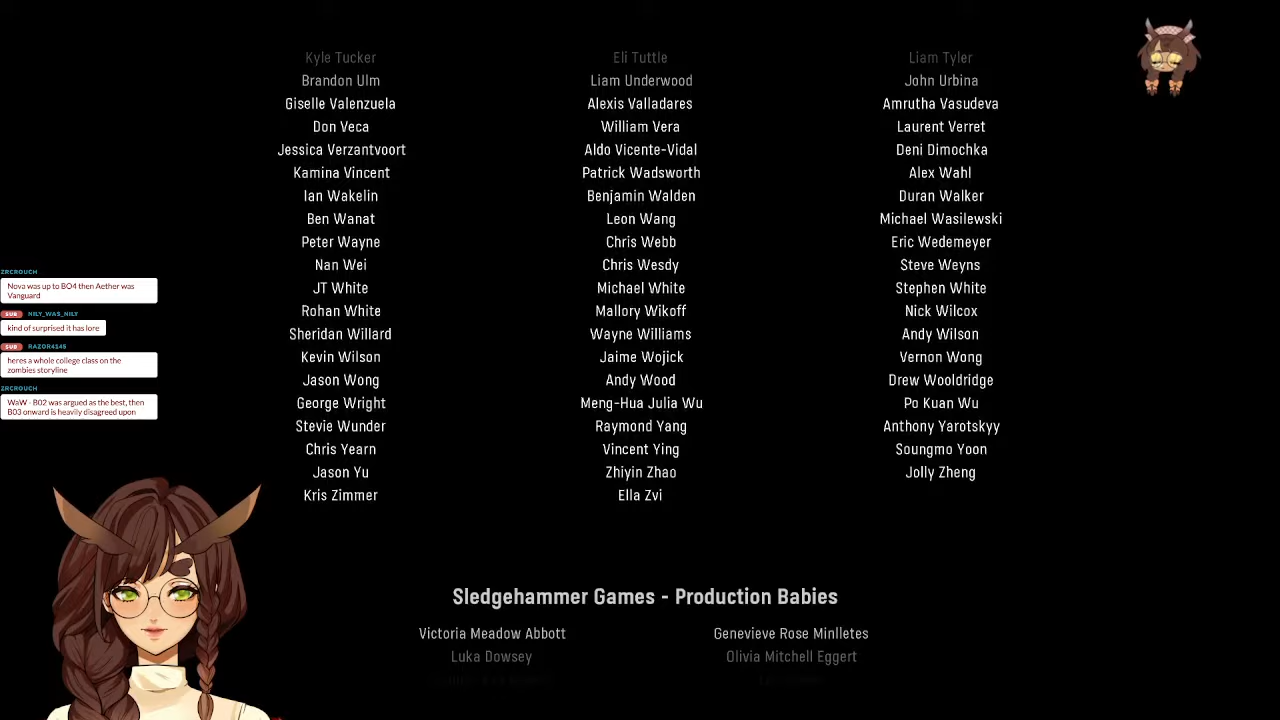 Kyle Tucker Eli Tuttle Liam Tyler
Brandon Ulm Liam Underwood John Urbina
Giselle Valenzuela Alexis Valladares Amrutha Vasudeva
Don Veca William Vera Laurent Verret
Jessica Verzantvoort Aldo Vicente-Vidal Deni Dimochka
Kamina Vincent Patrick Wadsworth Alex Wahl
Ian Wakelin Benjamin Walden Duran Walker
Ben Wanat Leon Wang Michael Wasilewski
Peter Wayne Chris Webb Eric Wedemeyer
Nan Wei Chris Wesdy Steve Weyns
JT White Michael White Stephen White
Rohan White Mallory Wikoff Nick Wilcox
Sheridan Willard Wayne Williams Andy Wilson
Kevin Wilson Jaime Wojick Vernon Wong
Jason Wong Andy Wood Drew Wooldridge
George Wright Meng-Hua Julia Wu Po Kuan Wu
Stevie Wunder Raymond Yang Anthony Yarotskyy
Chris Yearn Vincent Ying Soungmo Yoon
Jason Yu Zhiyin Zhao Jolly Zheng
Kris Zimmer Ella Zvi
ZRCROUCH
Nova was up to BO4 then Aether was
Vanguard
SUB NILY_WAS_NILY
kind of surprised it has lore
SUB RAZOR4145
heres a whole college class on the
zombies storyline
ZRCROUCH
WaW - B02 was argued as the best, then
B03 onward is heavily disagreed upon
Sledgehammer Games - Production Babies
Victoria Meadow Abbott Genevieve Rose Minlletes
Luka Dowsey Olivia Mitchell Eggert